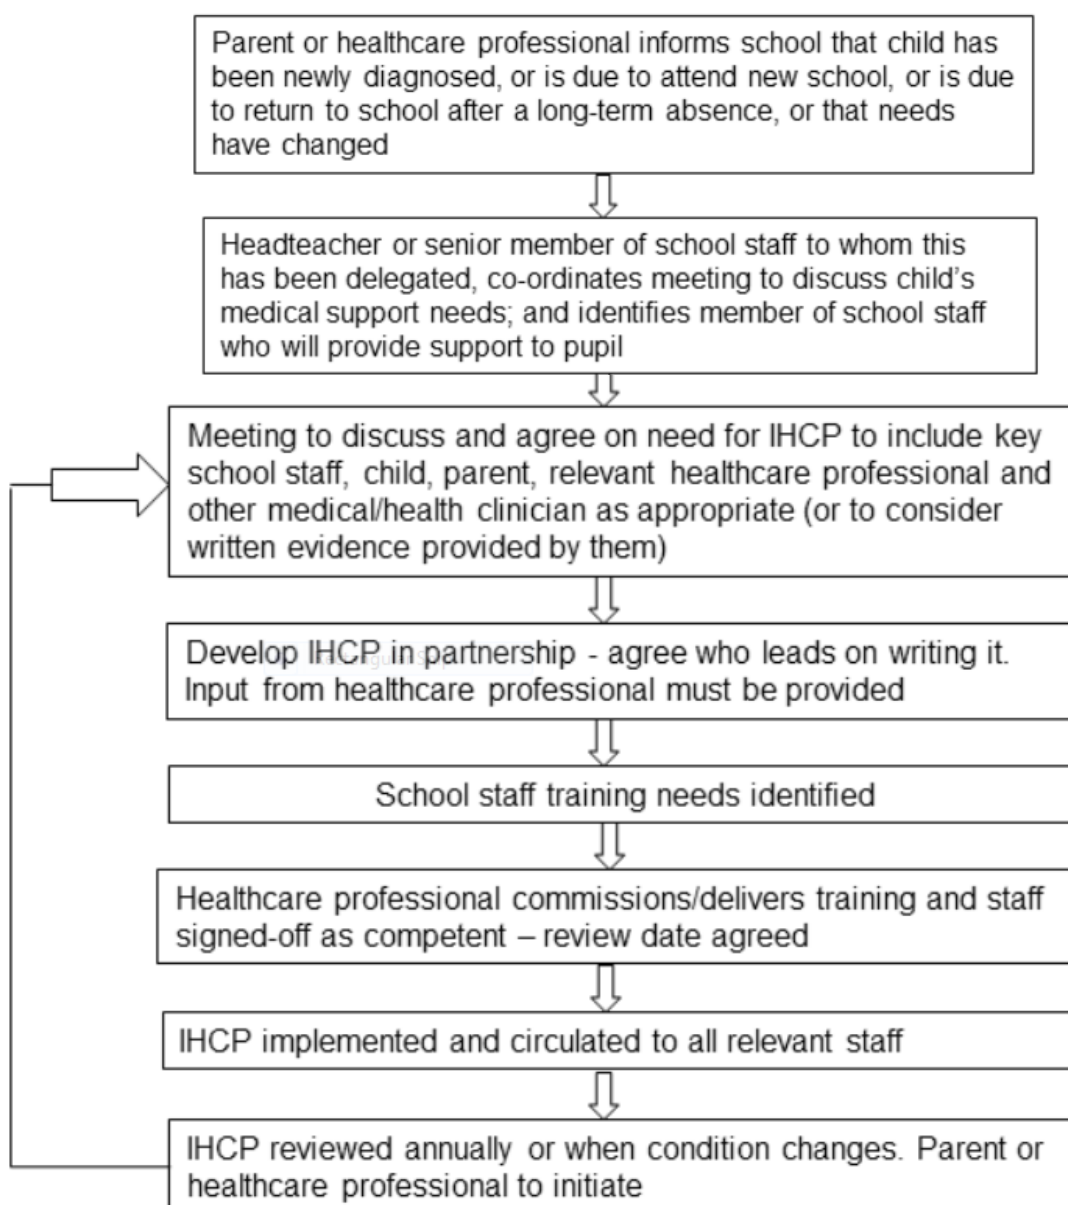 Parent or healthcare professional informs school that child has
been newly diagnosed, or is due to attend new school, or is due
to return to school after a long-term absence, or that needs
have changed
Headteacher or senior member of school staff to whom this
has been delegated, co-ordinates meeting to discuss child’s
medical support needs; and identifies member of school staff
who will provide support to pupil
Meeting to discuss and agree on need for IHCP to include key
school staff, child, parent, relevant healthcare professional and
other medical/health clinician as appropriate (or to consider
written evidence provided by them)
Develop IHCP in partnership - agree who leads on writing it.
Input from healthcare professional must be provided
School staff training needs identified
Healthcare professional commissions/delivers training and staff
signed-off as competent – review date agreed
IHCP implemented and circulated to all relevant staff
IHCP reviewed annually or when condition changes. Parent or
healthcare professional to initiate